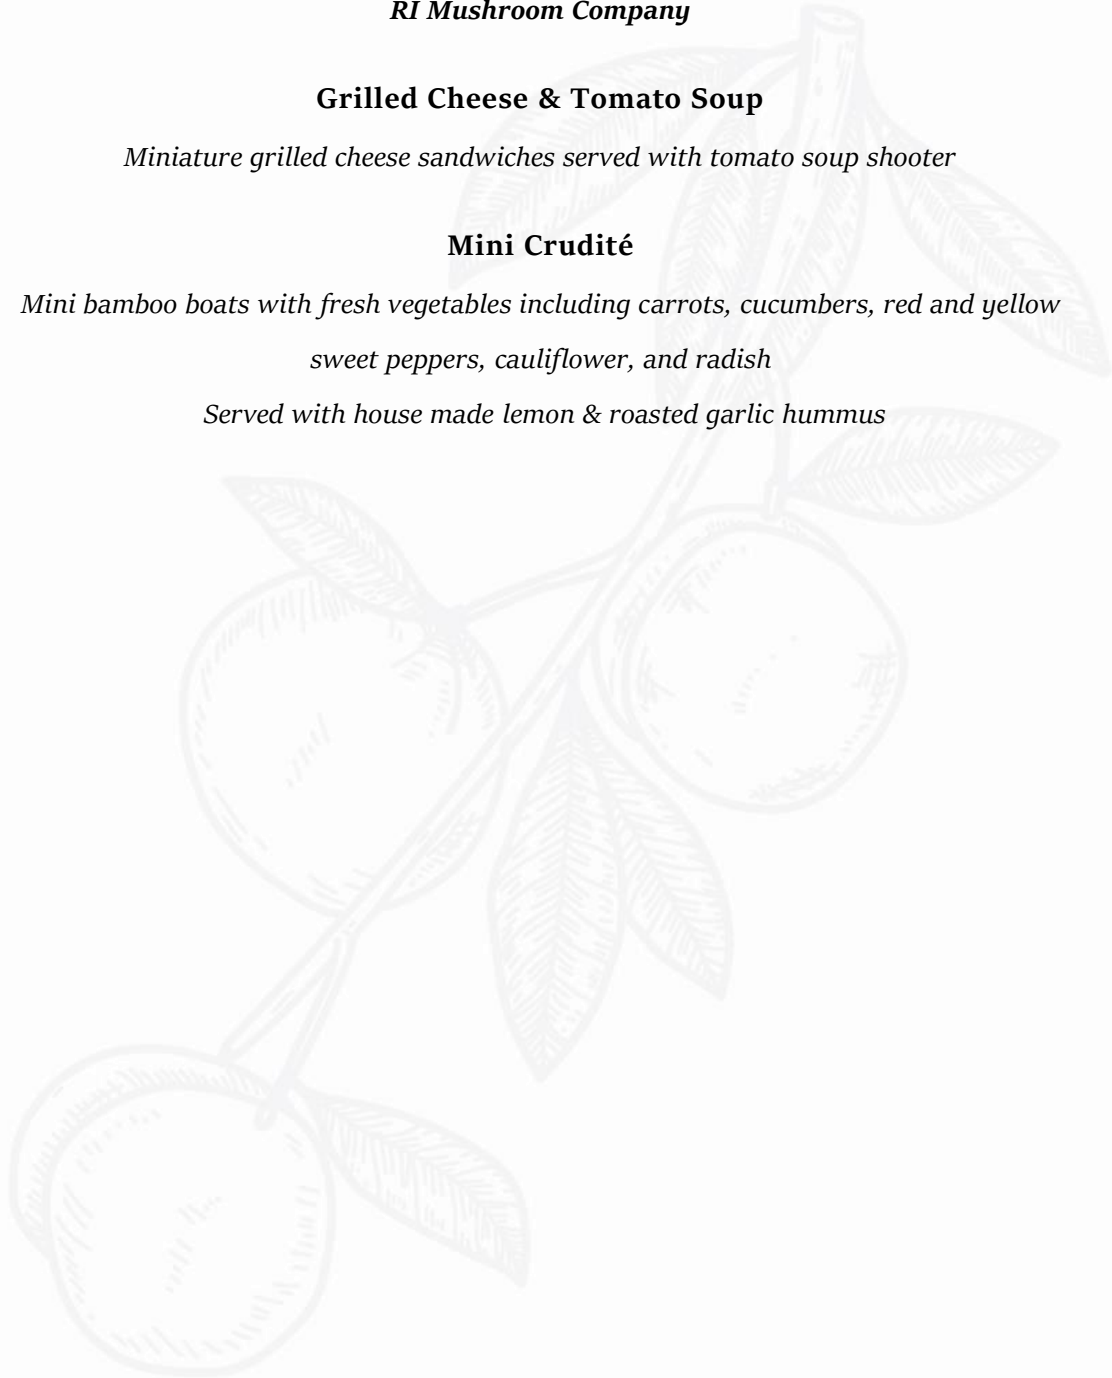 RI Mushroom Company
Grilled Cheese & Tomato Soup
Miniature grilled cheese sandwiches served with tomato soup shooter
Mini Crudité
Mini bamboo boats with fresh vegetables including carrots, cucumbers, red and yellow
sweet peppers, cauliflower, and radish
Served with house made lemon & roasted garlic hummus